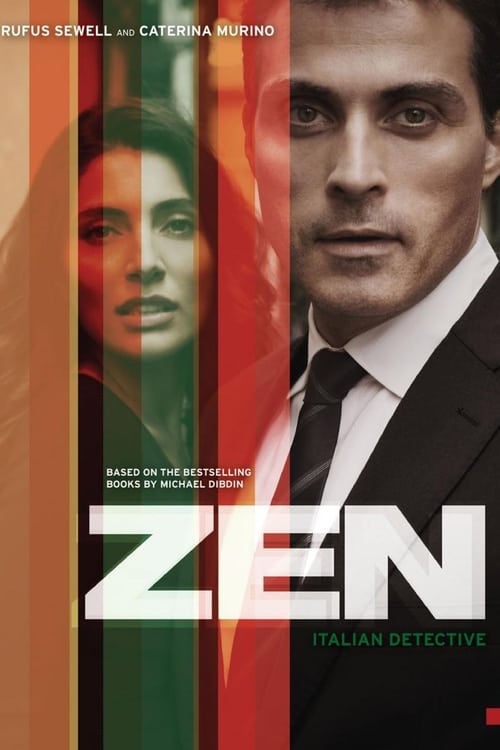 RUFUS SEWELL AND CATERINA MURINO
BASED ON THE BESTSELLING
BOOKS BY MICHAEL DIBDIN
ZEN
ITALIAN DETECTIVE